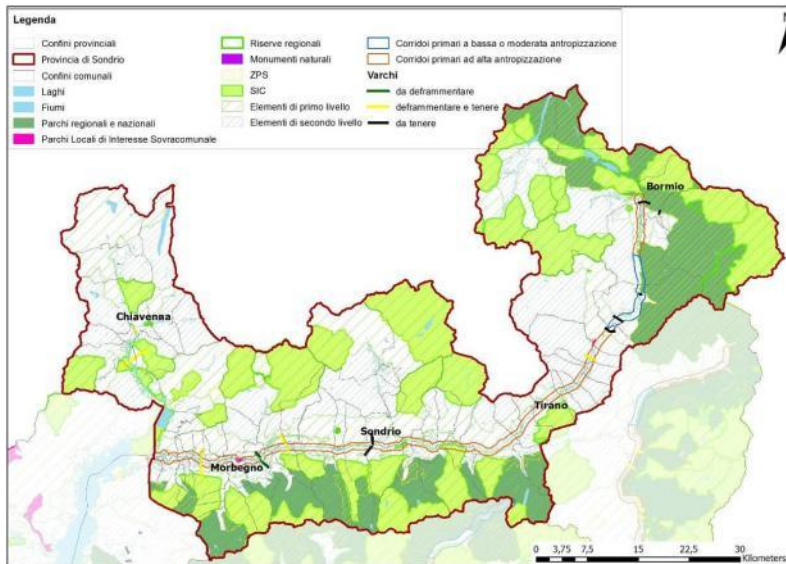 Legenda
Confini provinciali
Provincia di Sondrio
Confini comunali
Laghi
Fiumi
Parchi regionali e nazionali
Parchi Locali di Interesse Sovracomunale
Riserve regionali
Monumenti naturali
ZPS
SIC
Elementi di primo livello
Elementi di secondo livello
Corridoi primari a bassa o moderata antropizzazione
Corridoi primari ad alta antropizzazione
Varchi
da deframmentare
deframmentare e tenere
da tenere
N
Bormio
Chiavenna
Tirano
Sondrio
Morbegno
0 3,75 7,5 15 22,5 30
Kilometers